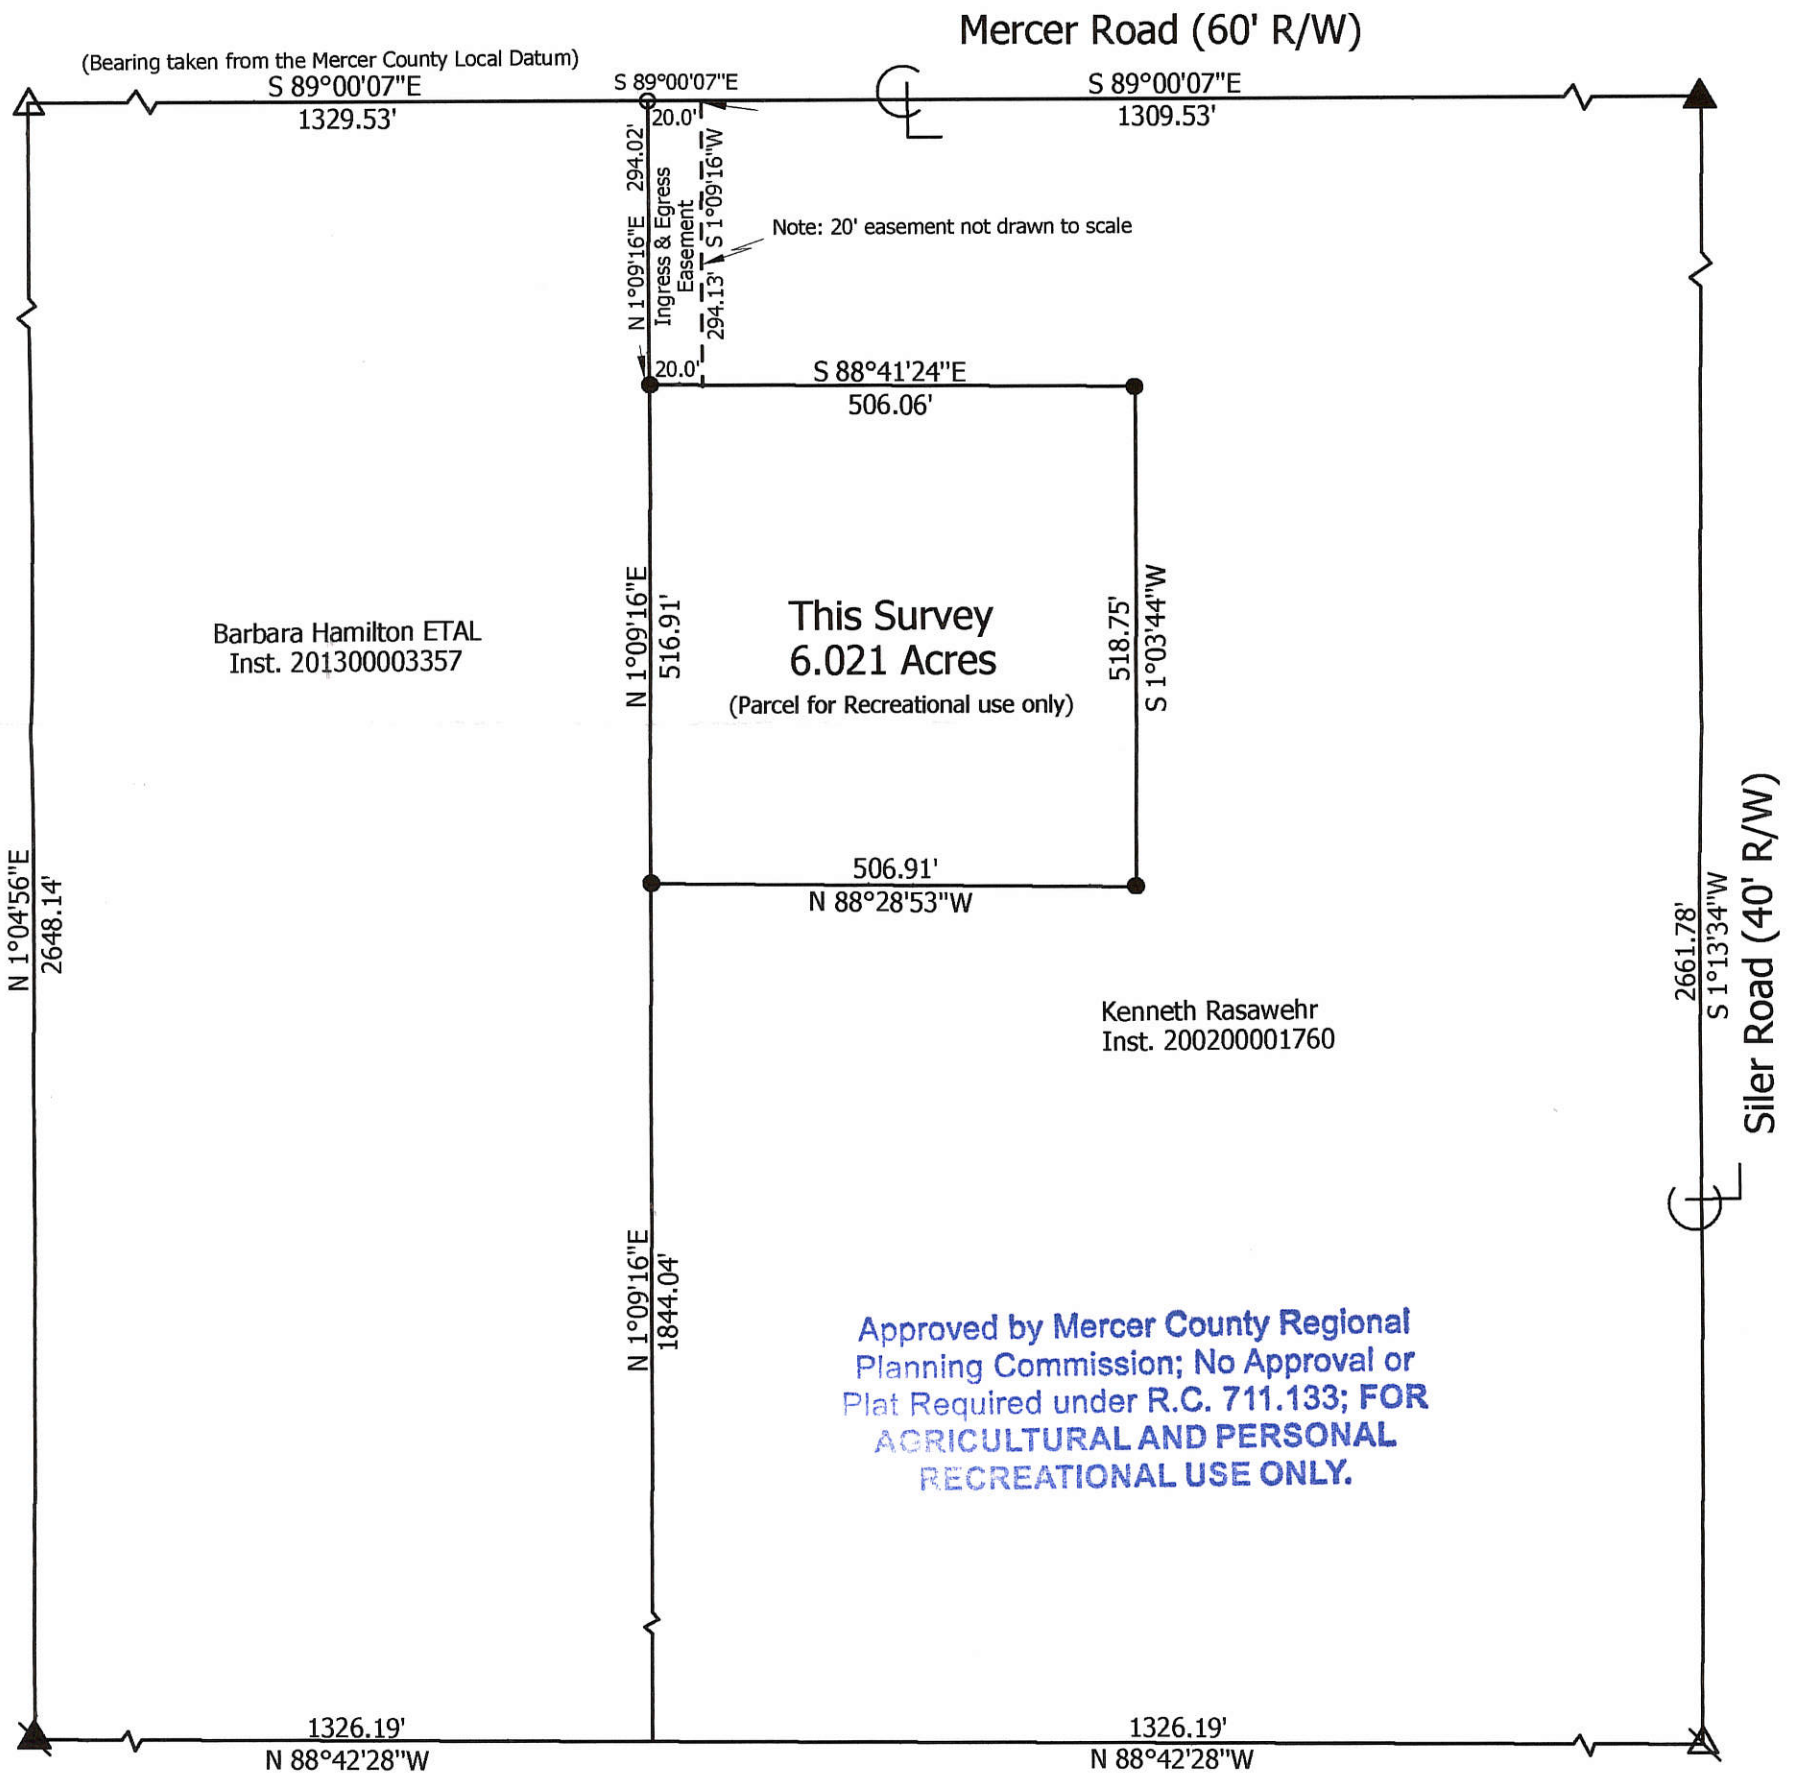 Mercer Road (60' R/W)
(Bearing taken from the Mercer County Local Datum)
S 89°00'07"E
1329.53'
S 89°00'07"E
20.0'
S 89°00'07"E
1309.53'
N 1°09'16"E 294.02'
Ingress & Egress
Easement
294.13' S 1°09'16"W
Note: 20' easement not drawn to scale
20.0'
S 88°41'24"E
506.06'
Barbara Hamilton ETAL
Inst. 201300003357
N 1°09'16"E
516.91'
This Survey
6.021 Acres
(Parcel for Recreational use only)
518.75'
S 1°03'44"W
506.91'
N 88°28'53"W
N 1°04'56"E
2648.14'
2661.78'
S 1°13'34"W
Siler Road (40' R/W)
Kenneth Rasawehr
Inst. 200200001760
N 1°09'16"E
1844.04'
Approved by Mercer County Regional
Planning Commission; No Approval or
Plat Required under R.C. 711.133; FOR
AGRICULTURAL AND PERSONAL
RECREATIONAL USE ONLY.
1326.19'
N 88°42'28"W
1326.19'
N 88°42'28"W